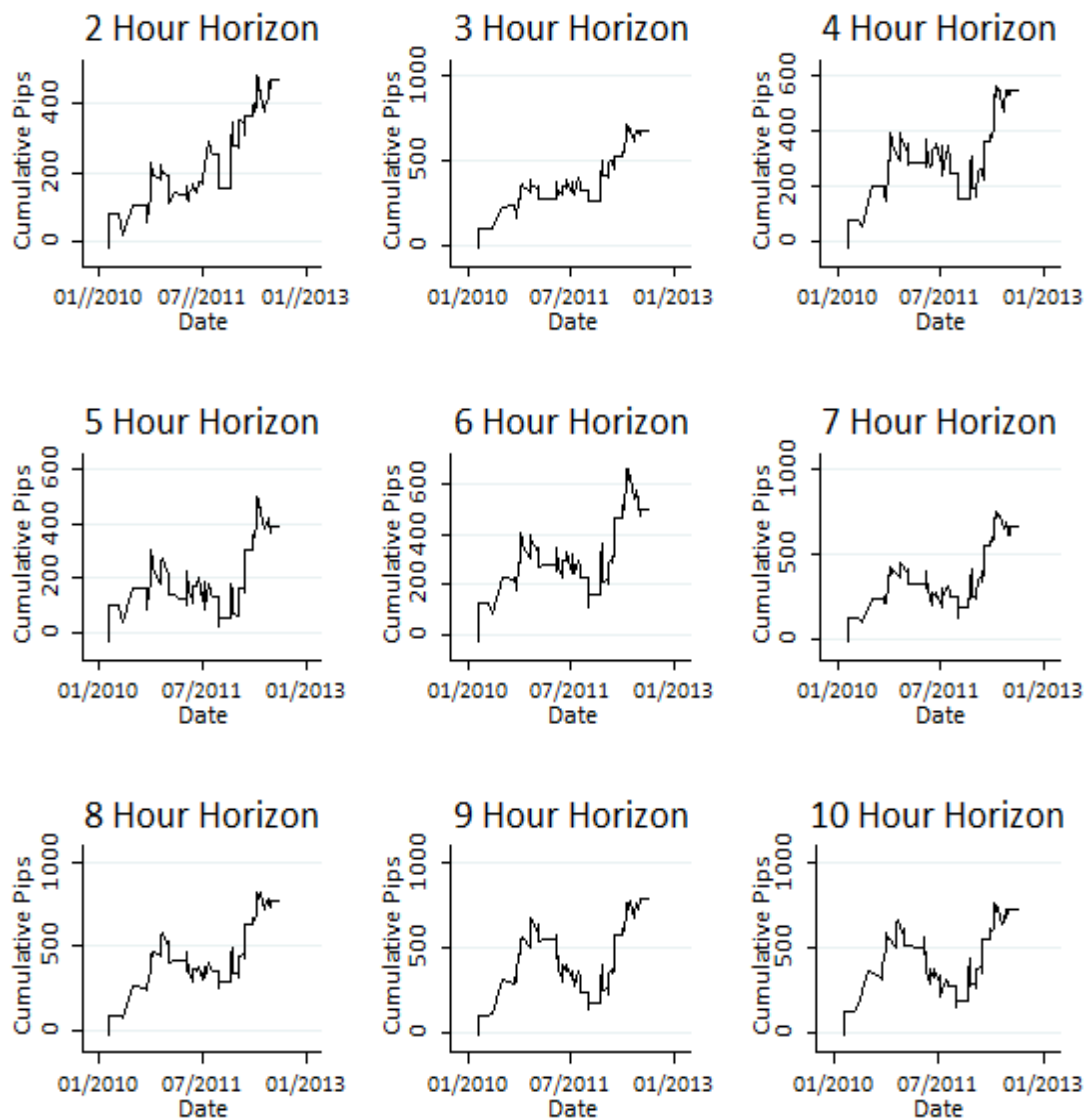 2 Hour Horizon
Cumulative Pips
400
200
0
01//2010 07//2011 01//2013
Date
3 Hour Horizon
Cumulative Pips
1000
500
0
01/2010 07/2011 01/2013
Date
4 Hour Horizon
Cumulative Pips
600
400
200
0
01/2010 07/2011 01/2013
Date
5 Hour Horizon
Cumulative Pips
600
400
200
0
01/2010 07/2011 01/2013
Date
6 Hour Horizon
Cumulative Pips
600
400
200
0
01/2010 07/2011 01/2013
Date
7 Hour Horizon
Cumulative Pips
1000
500
0
01/2010 07/2011 01/2013
Date
8 Hour Horizon
Cumulative Pips
1000
500
0
01/2010 07/2011 01/2013
Date
9 Hour Horizon
Cumulative Pips
1000
500
0
01/2010 07/2011 01/2013
Date
10 Hour Horizon
Cumulative Pips
1000
500
0
01/2010 07/2011 01/2013
Date